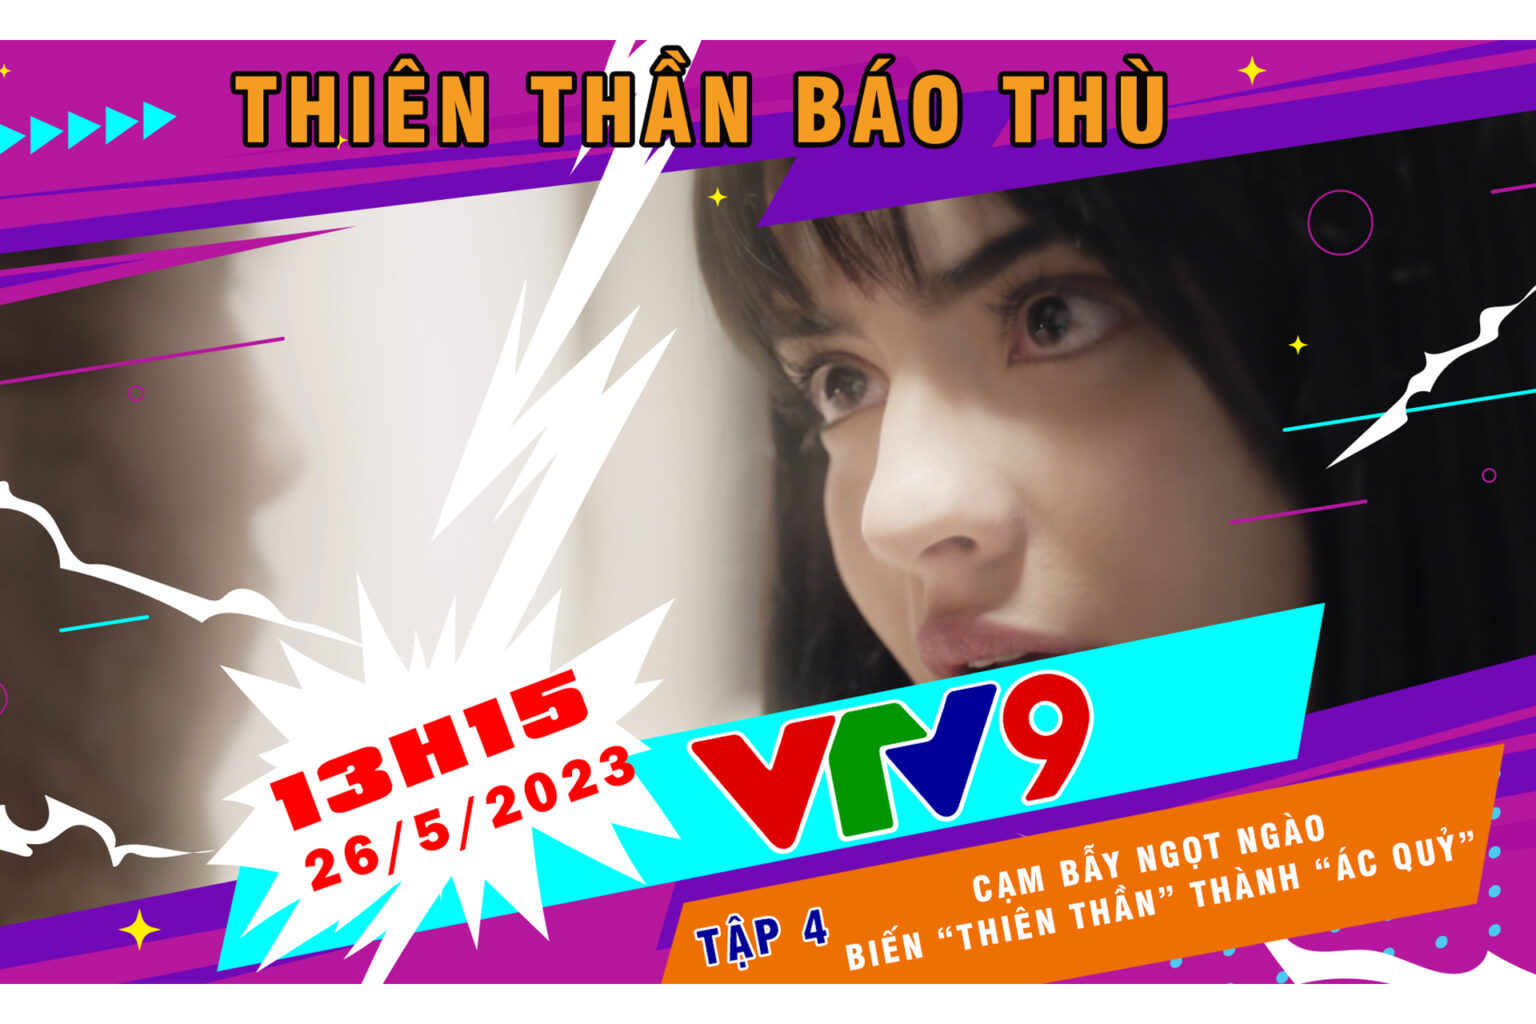 THIÊN THẦN BÁO THÙ
13H15
26/5/2023
VTV9
TẬP 4
CẠM BẪY NGỌT NGÀO
BIẾN “THIÊN THẦN” THÀNH “ÁC QUỶ”